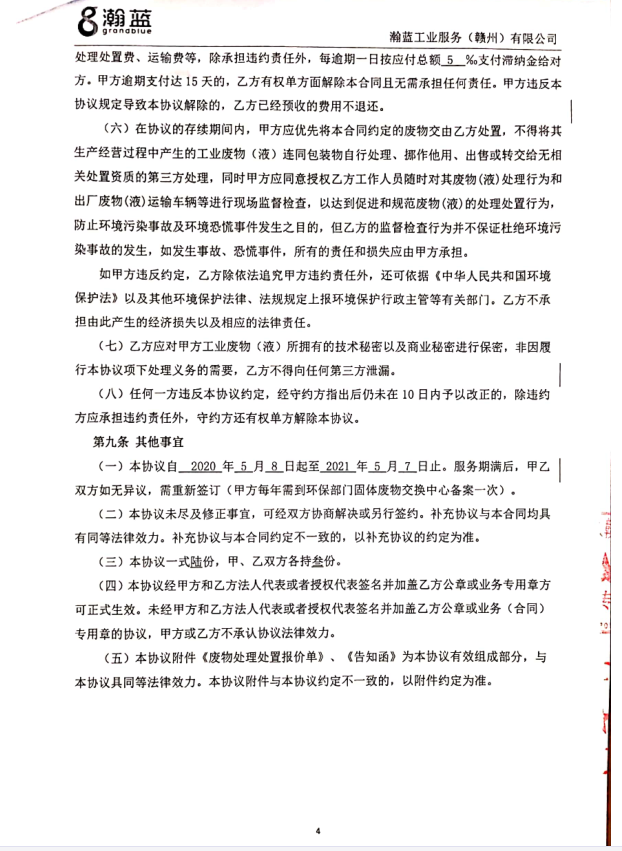 瀚蓝
grandblue
瀚蓝工业服务（赣州）有限公司
处理处置费、运输费等，除承担违约责任外，每逾期一日按应付总额 5 ‰支付滞纳金给对
方。甲方逾期支付达 15 天的，乙方有权单方面解除本合同且无需承担任何责任。甲方违反本
协议规定导致本协议解除的，乙方已经预收的费用不退还。
（六）在协议的存续期间内，甲方应优先将本合同约定的废物交由乙方处置，不得将其
生产经营过程中产生的工业废物（液）连同包装物自行处理、挪作他用、出售或转交给无相
关处置资质的第三方处理，同时甲方应同意授权乙方工作人员随时对其废物(液)处理行为和
出厂废物(液)运输车辆等进行现场监督检查，以达到促进和规范废物(液)的处理处置行为，
防止环境污染事故及环境恐慌事件发生之目的，但乙方的监督检查行为并不保证杜绝环境污
染事故的发生，如发生事故、恐慌事件，所有的责任和损失应由甲方承担。
如甲方违反约定，乙方除依法追究甲方违约责任外，还可依据《中华人民共和国环境
保护法》以及其他环境保护法律、法规规定上报环境保护行政主管等有关部门。乙方不承
担由此产生的经济损失以及相应的法律责任。
（七）乙方应对甲方工业废物（液）所拥有的技术秘密以及商业秘密进行保密，非因履
行本协议项下处理义务的需要，乙方不得向任何第三方泄漏。
（八）任何一方违反本协议约定，经守约方指出后仍未在 10 日内予以改正的，除违约
方应承担违约责任外，守约方还有权单方解除本协议。
第九条 其他事宜
（一）本协议自 2020 年 5 月 8 日起至 2021 年 5 月 7 日止。服务期满后，甲乙
双方如无异议，需重新签订（甲方每年需到环保部门固体废物交换中心备案一次）。
（二）本协议未尽及修正事宜，可经双方协商解决或另行签约。补充协议与本合同均具
有同等法律效力。补充协议与本合同约定不一致的，以补充协议的约定为准。
（三）本协议一式陆份，甲、乙双方各持叁份。
（四）本协议经甲方和乙方法人代表或者授权代表签名并加盖乙方公章或业务专用章方
可正式生效。未经甲方和乙方法人代表或者授权代表签名并加盖乙方公章或业务（合同）
专用章的协议，甲方或乙方不承认协议法律效力。
（五）本协议附件《废物处理处置报价单》、《告知函》为本协议有效组成部分，与
本协议具同等法律效力。本协议附件与本协议约定不一致的，以附件约定为准。
4